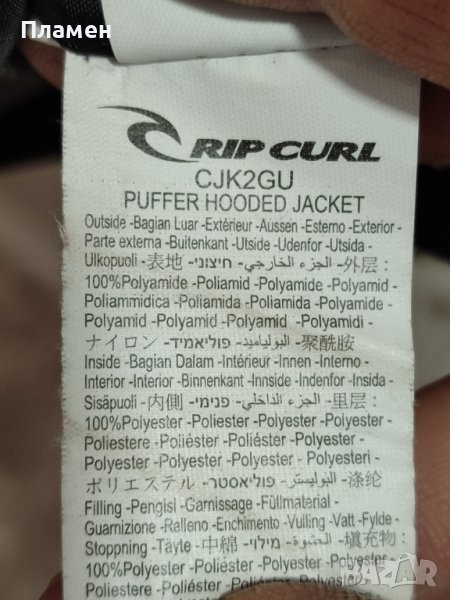 Пламен
RIP CURL
CJK2GU
PUFFER HOODED JACKET
Outside -Bagian Luar -Extérieur -Aussen -Esterno -Exterior -
Parte externa -Buitenkant -Utside -Udenfor -Utsida -
Ulkopuoli -表地 -חיצוני -الجزء الخارجي -外层 :
100%Polyamide -Poliamid -Polyamide -Polyamid -
Poliammidica -Poliamida -Poliamida -Polyamide -
Polyamid -Polyamid -Polyamid -Polyamidi -
ナイロン -פוליאמיד -البولياميد -聚酰胺
Inside -Bagian Dalam -Intérieur -Innen -Interno -
Interior -Interior -Binnenkant -Innside -Indenfor -Insida -
Sisäpuoli -内側 -פנימי -الجزء الداخلي -里层 :
100%Polyester -Poliester -Polyester -Polyester -
Poliestere -Poliéster -Poliéster -Polyester -
Polyester -Polyester -Polyester -Polyesteri -
ポリエステル -פוליאסטר -البوليستر -涤纶
Filling -Pengisi -Garnissage -Füllmaterial -
Guarnizione -Relleno -Enchimento -Vulling -Vatt -Fylde -
Stoppning -Täyte -中綿 -מילוי -الحشوة -填充物 :
100%Polyester -Poliester -Polyester -Polyester -
Poliestere -Poliéster -Poliéster -Polyester
Polyester -Polyester
BAZAR